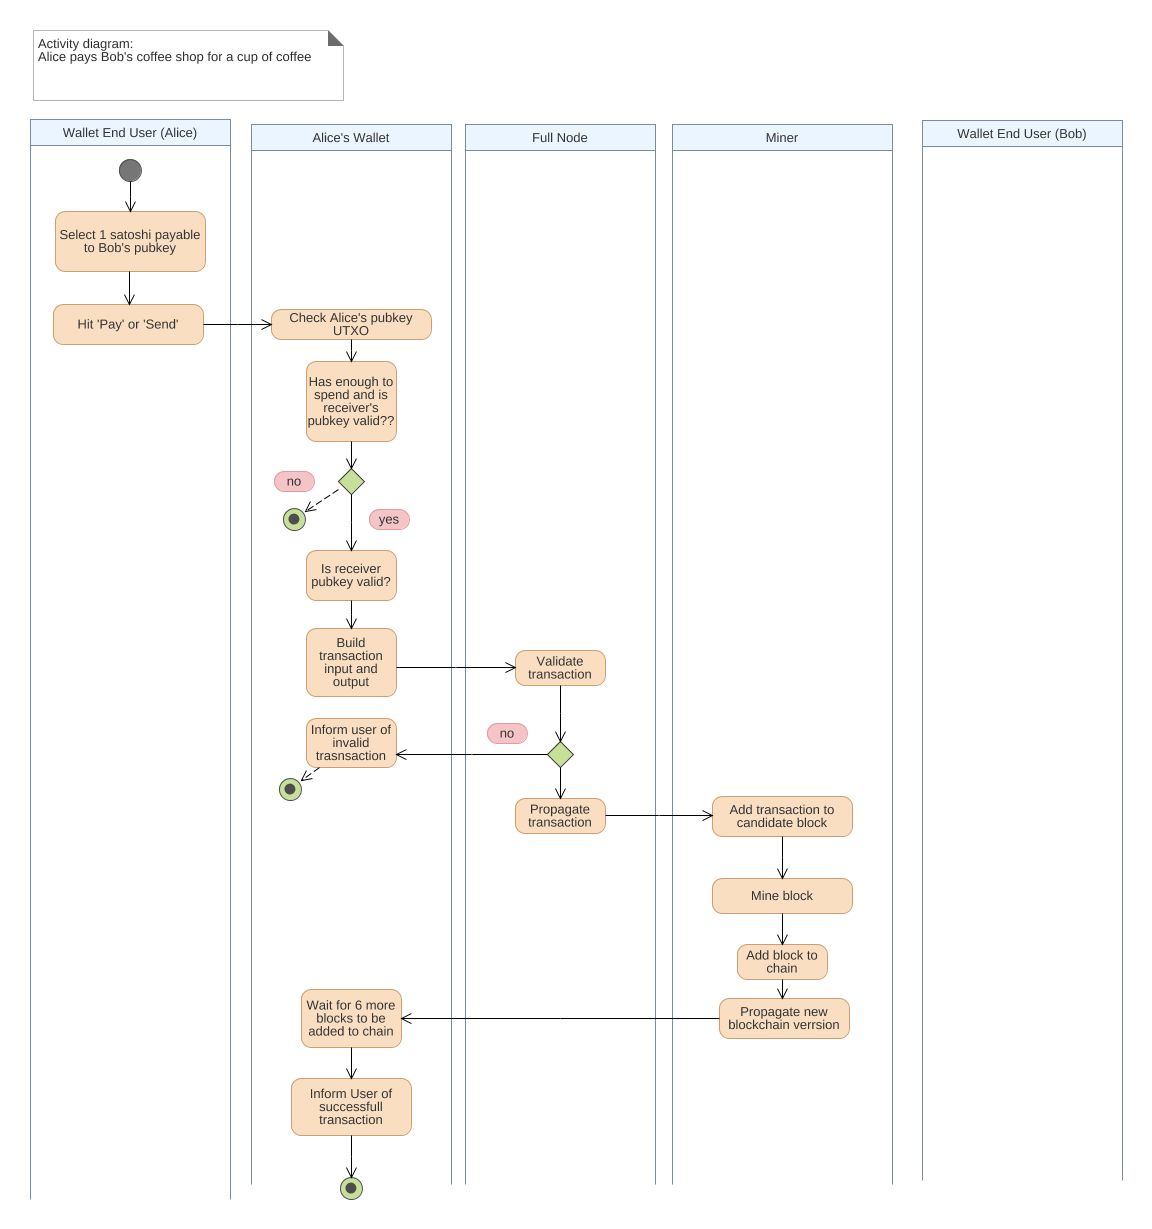 Activity diagram:
Alice pays Bob's coffee shop for a cup of coffee
Wallet End User (Alice)
Alice's Wallet
Full Node
Miner
Wallet End User (Bob)
Select 1 satoshi payable
to Bob's pubkey
Hit 'Pay' or 'Send'
Check Alice's pubkey
UTXO
Has enough to
spend and is
receiver's
pubkey valid??
no
yes
Is receiver
pubkey valid?
Build
transaction
input and
output
Validate
transaction
no
Inform user of
invalid
trasnsaction
Propagate
transaction
Add transaction to
candidate block
Mine block
Add block to
chain
Propagate new
blockchain verrsion
Wait for 6 more
blocks to be
added to chain
Inform User of
successfull
transaction